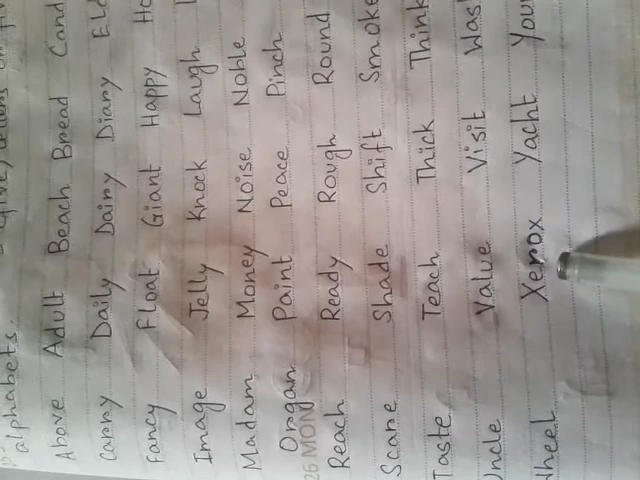 alphabets.
Above Adult Beach Bread
Carry Daily Dairy Diary
Fancy Float Giant Happy
Image Jelly Knock Laugh
Madam Money Noise Noble
Organ Paint Peace Pinch
26 MON
Reach Ready Rough Round
Scare Shade Shift Smoke
Taste Teach Thick Think
Uncle Value Visit
Wheel Xerox Yacht